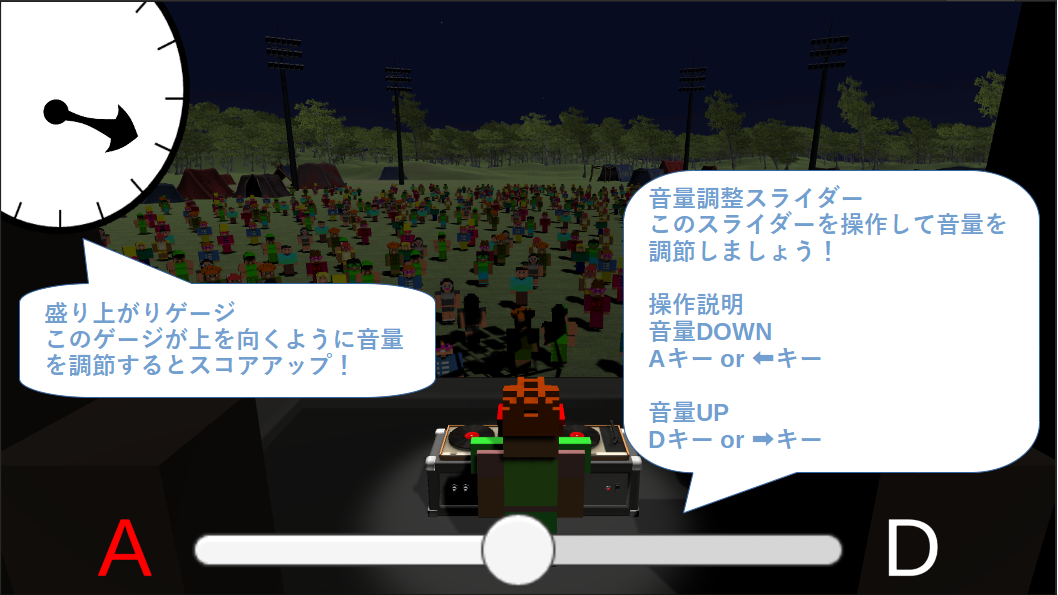 盛り上がりゲージ
このゲージが上を向くように音量
を調節するとスコアアップ！
音量調整スライダー
このスライダーを操作して音量を
調節しましょう！
操作説明
音量DOWN
Aキー or ⬅キー
音量UP
Dキー or ➡キー
A
D